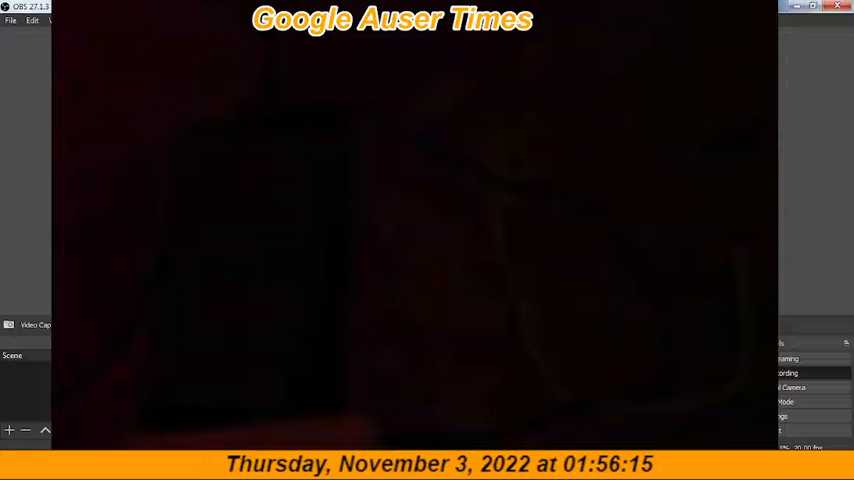 Google Auser Times
OBS 27.1.3
File Edit
Video Cap
Scene
Thursday, November 3, 2022 at 01:56:15